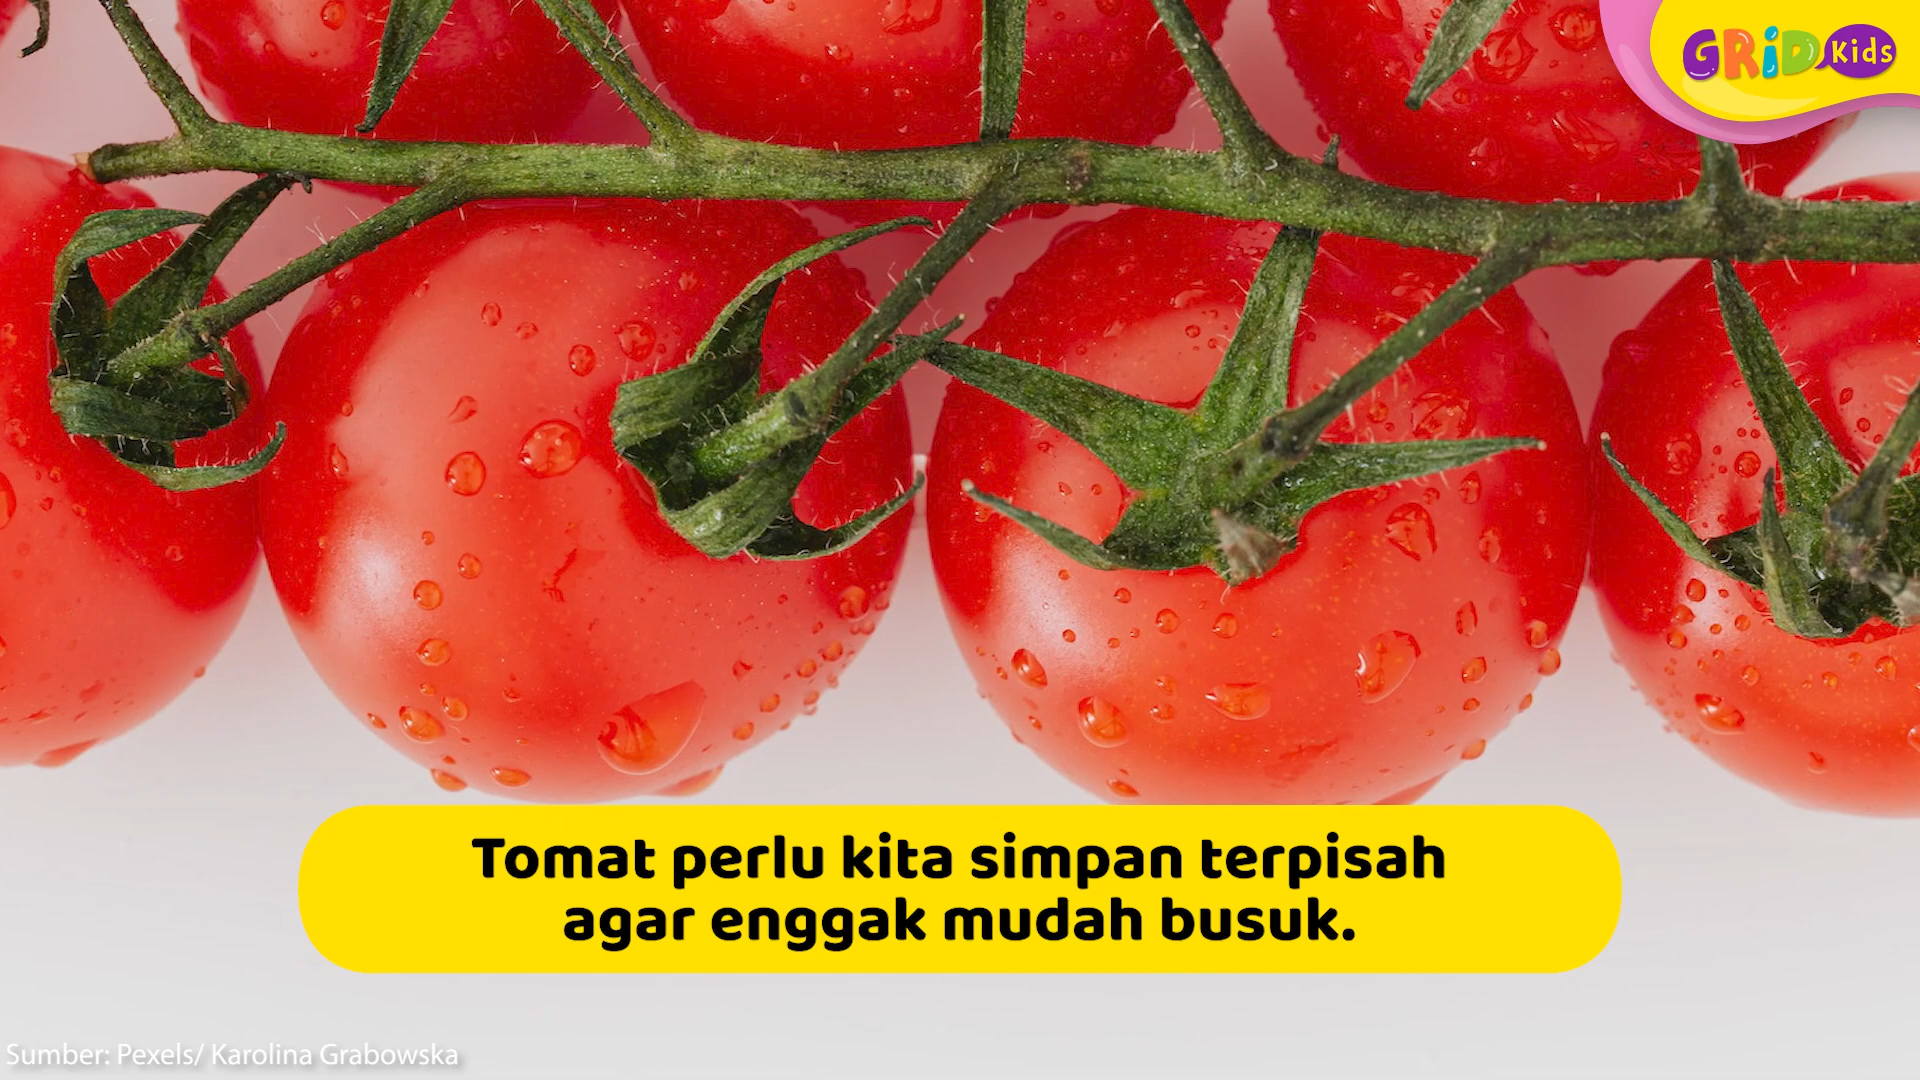 GRiD Kids
Tomat perlu kita simpan terpisah
agar enggak mudah busuk.
Sumber: Pexels/ Karolina Grabowska